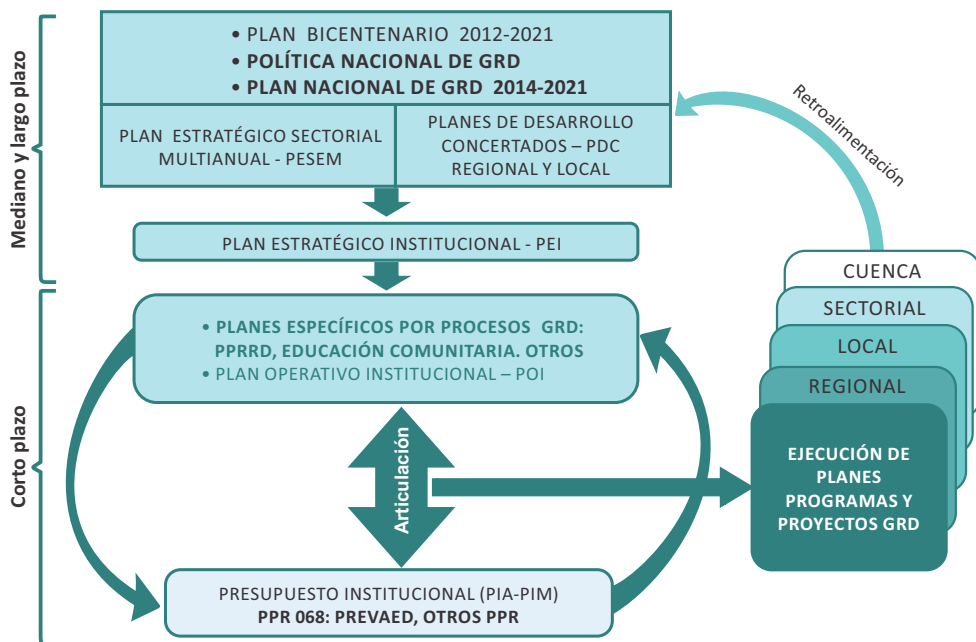 Mediano y largo plazo
• PLAN BICENTENARIO 2012-2021
• POLÍTICA NACIONAL DE GRD
• PLAN NACIONAL DE GRD 2014-2021
PLAN ESTRATÉGICO SECTORIAL
MULTIANUAL - PESEM
PLANES DE DESARROLLO
CONCERTADOS – PDC
REGIONAL Y LOCAL
PLAN ESTRATÉGICO INSTITUCIONAL - PEI
Retroalimentación
Corto plazo
• PLANES ESPECÍFICOS POR PROCESOS GRD:
PPRRD, EDUCACIÓN COMUNITARIA. OTROS
• PLAN OPERATIVO INSTITUCIONAL – POI
Articulación
CUENCA
SECTORIAL
LOCAL
REGIONAL
EJECUCIÓN DE
PLANES
PROGRAMAS Y
PROYECTOS GRD
PRESUPUESTO INSTITUCIONAL (PIA-PIM)
PPR 068: PREVAED, OTROS PPR